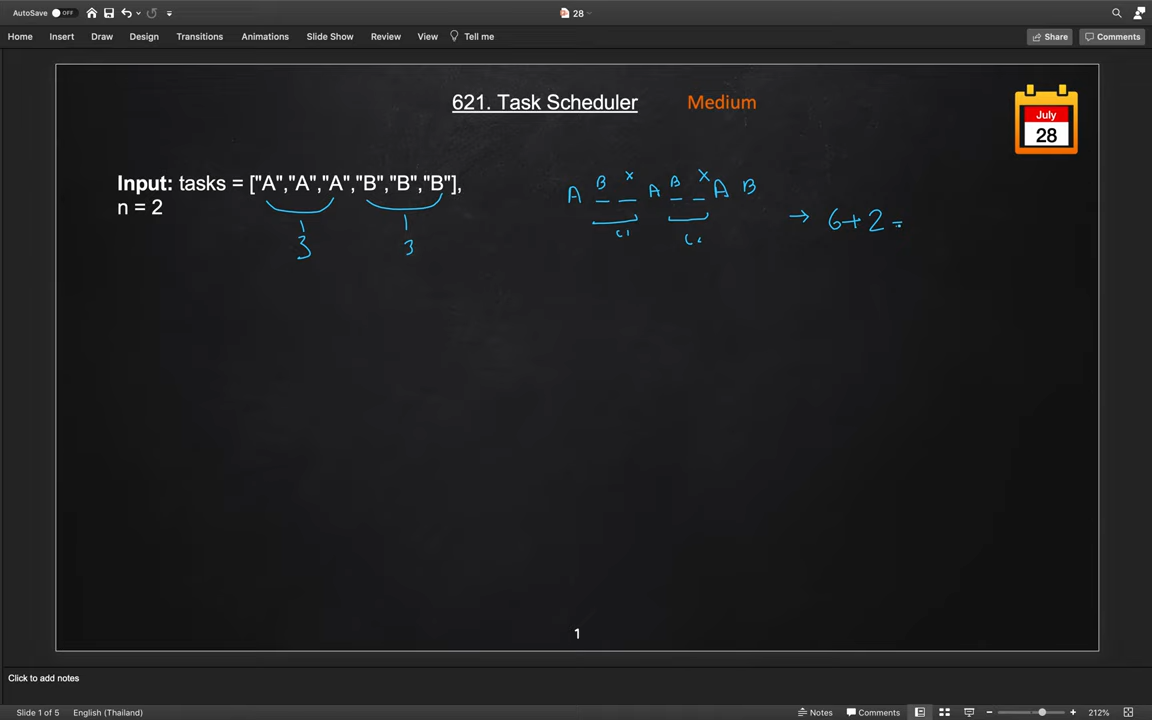 AutoSave OFF
28
Home Insert Draw Design Transitions Animations Slide Show Review View Tell me Share Comments
621. Task Scheduler Medium
July
28
Input: tasks = ["A","A","A","B","B","B"],
n = 2
A B x A B x A B
3 3
→ 6+2 =
1
Click to add notes
Slide 1 of 5 English (Thailand) Notes Comments 212%